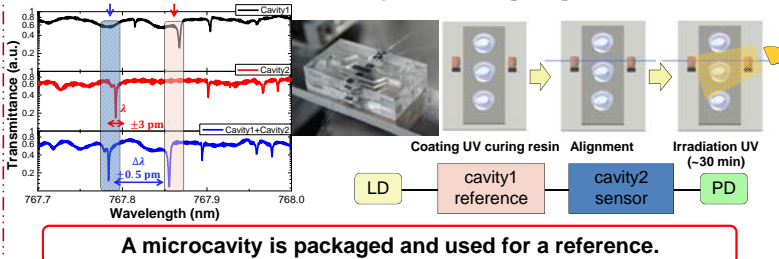 Transmittance (a.u.)
1
0.8
0.6
0.4
0.2
Cavity1
0.8
0.6
0.4
0.2
Cavity2
λ
±3 pm
0.8
0.6
0.4
0.2
Cavity1+Cavity2
Δλ
±0.5 pm
767.7 767.8 767.9 768.0
Wavelength (nm)
Coating UV curing resin
Alignment
Irradiation UV
(~30 min)
LD
cavity1
reference
cavity2
sensor
PD
A microcavity is packaged and used for a reference.